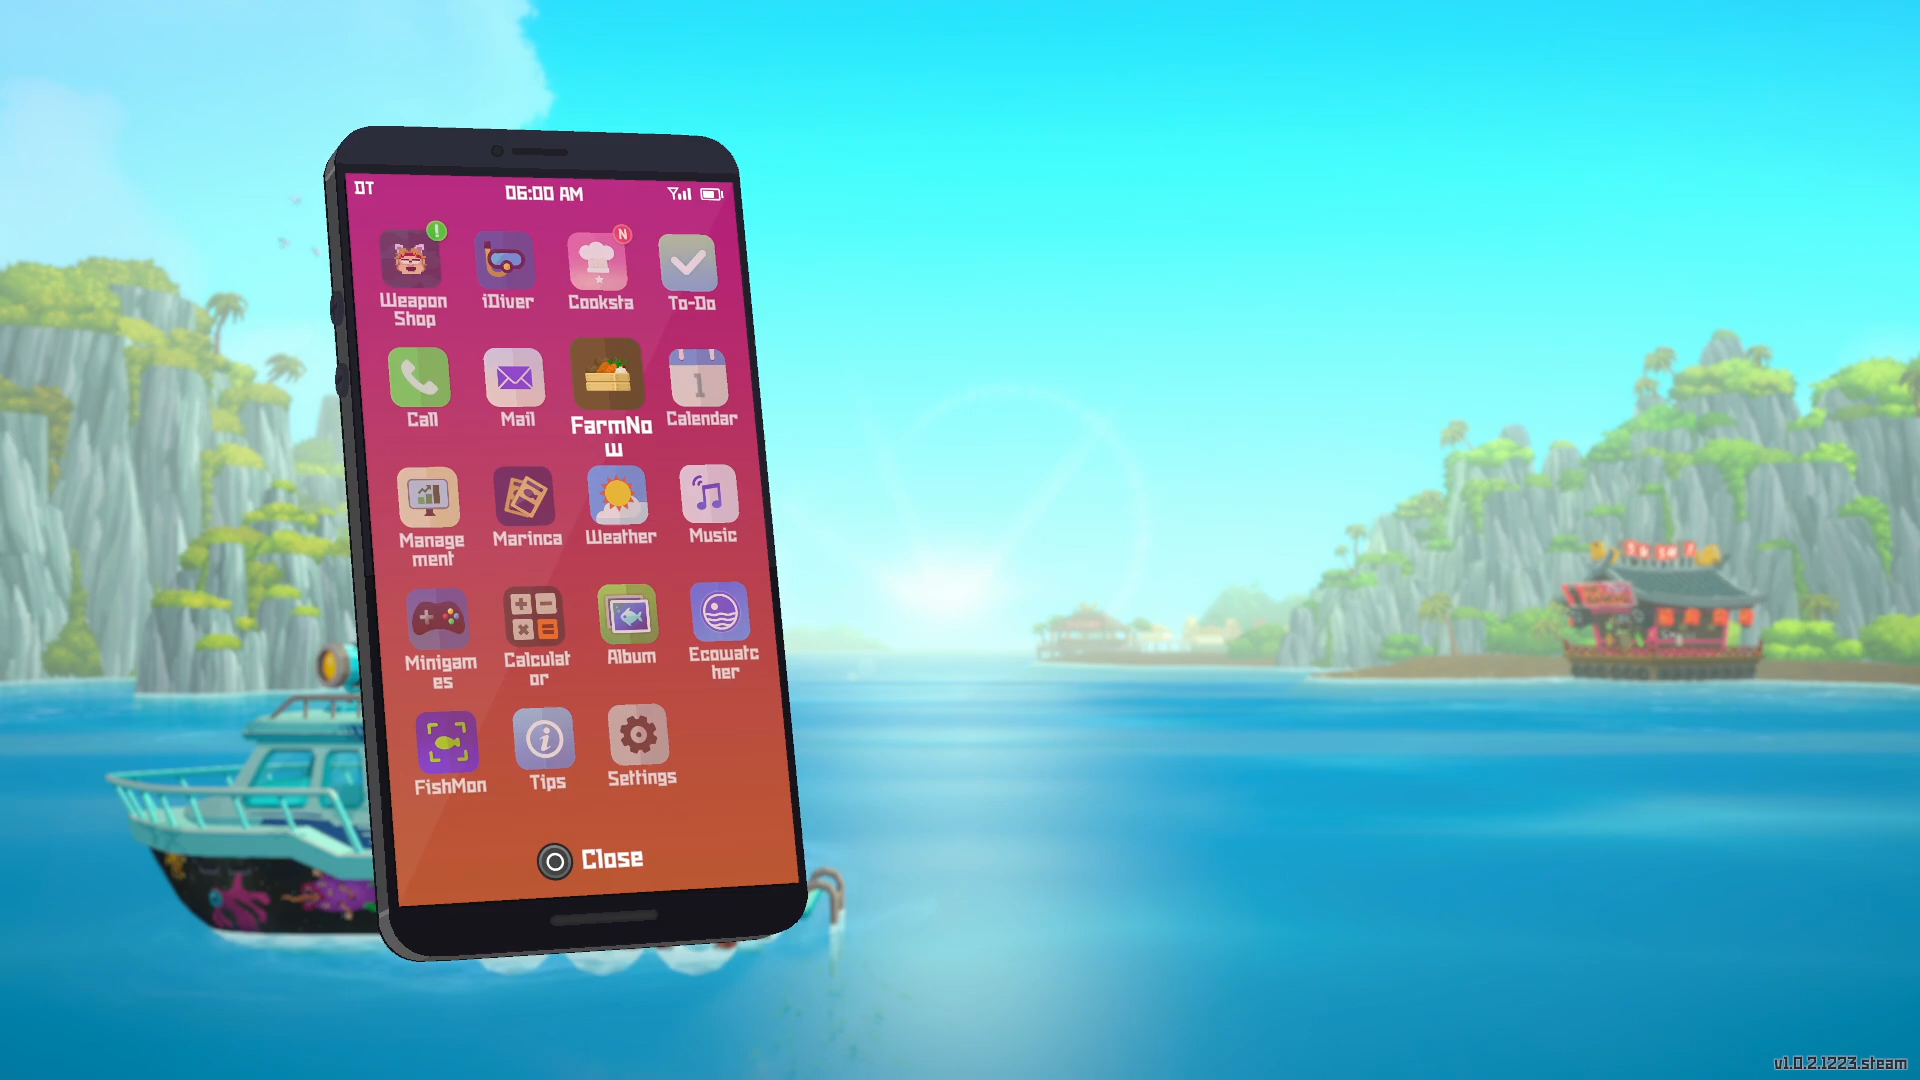 DT
06:00 AM
!
N
Weapon
Shop
iDiver
Cooksta
To-Do
1
Call
Mail
FarmNo
w
Calendar
Manage
ment
Marinca
Weather
Music
Minigam
es
Calculat
or
Album
Ecowatc
her
FishMon
Tips
Settings
Close
v1.0.2.1223.steam